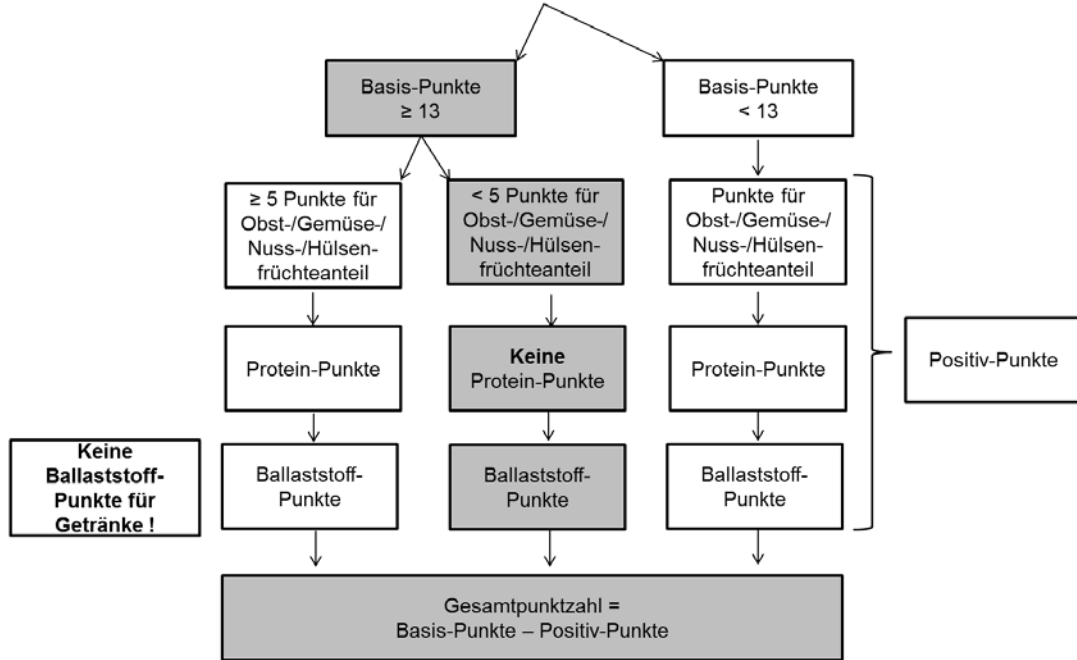 Basis-Punkte
≥ 13
Basis-Punkte
< 13
≥ 5 Punkte für
Obst-/Gemüse-/
Nuss-/Hülsen-
früchteanteil
< 5 Punkte für
Obst-/Gemüse-/
Nuss-/Hülsen-
früchteanteil
Punkte für
Obst-/Gemüse-/
Nuss-/Hülsen-
früchteanteil
Protein-Punkte
Keine
Protein-Punkte
Protein-Punkte
Positiv-Punkte
Keine
Ballaststoff-
Punkte für
Getränke !
Ballaststoff-
Punkte
Ballaststoff-
Punkte
Ballaststoff-
Punkte
Gesamtpunktzahl =
Basis-Punkte – Positiv-Punkte